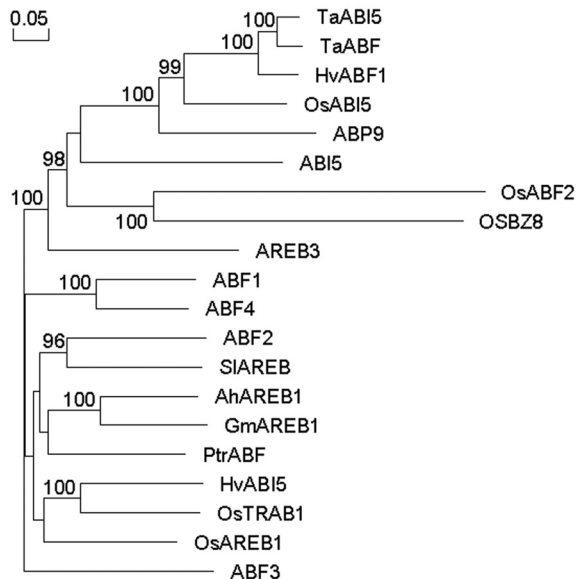 0.05
100
TaABI5
100
TaABF
99
HvABF1
100
OsABI5
ABP9
98
ABI5
100
OsABF2
100
OSBZ8
AREB3
100
ABF1
ABF4
96
ABF2
SlAREB
100
AhAREB1
GmAREB1
PtrABF
100
HvABI5
OsTRAB1
OsAREB1
ABF3